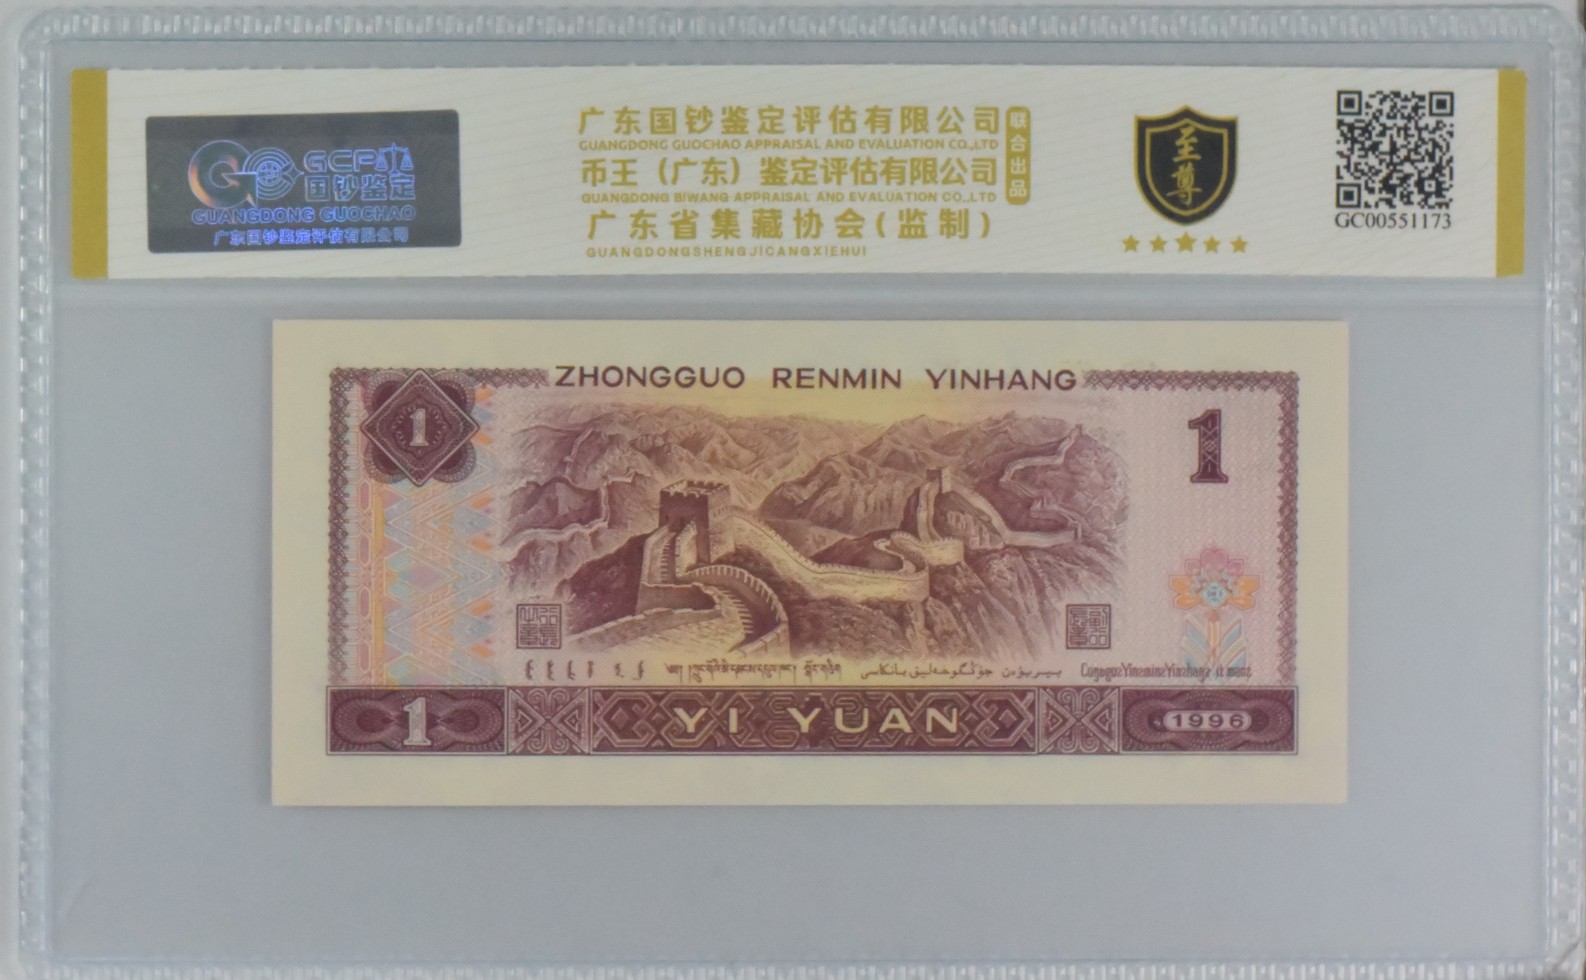 GCP
国钞鉴定
GUANGDONG GUOCHAO
广东国钞鉴定评估有限公司
广东国钞鉴定评估有限公司
GUANGDONG GUOCHAO APPRAISAL AND EVALUATION CO.,LTD
币王（广东）鉴定评估有限公司
GUANGDONG BIWANG APPRAISAL AND EVALUATION CO.,LTD
广东省集藏协会(监制)
GUANGDONGSHENGJICANGXIEHUI
联合出品
至尊
GC00551173
ZHONGGUO RENMIN YINHANG
1
1
1
YI YUAN
1996